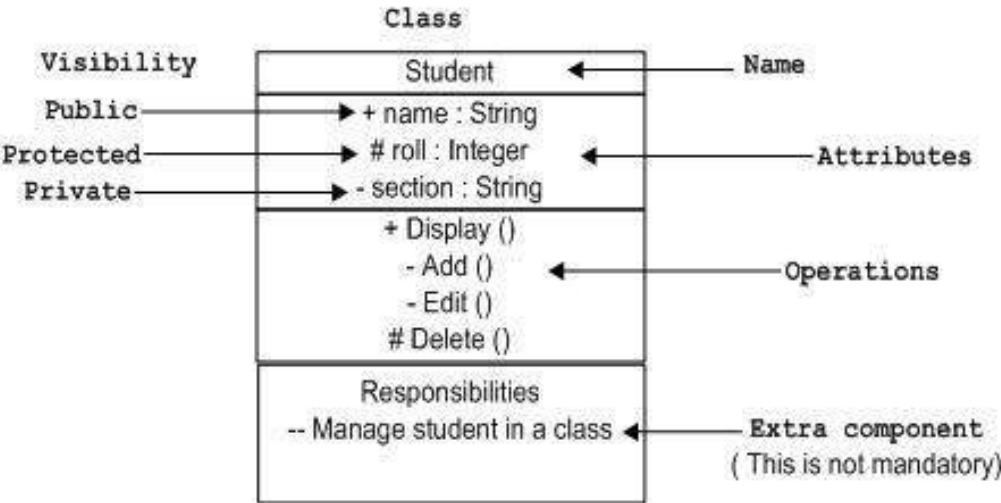 Class
Visibility
Student
Name
Public
+ name : String
Protected
# roll : Integer
Attributes
Private
- section : String
+ Display ()
- Add ()
Operations
- Edit ()
# Delete ()
Responsibilities
-- Manage student in a class
Extra component
( This is not mandatory)